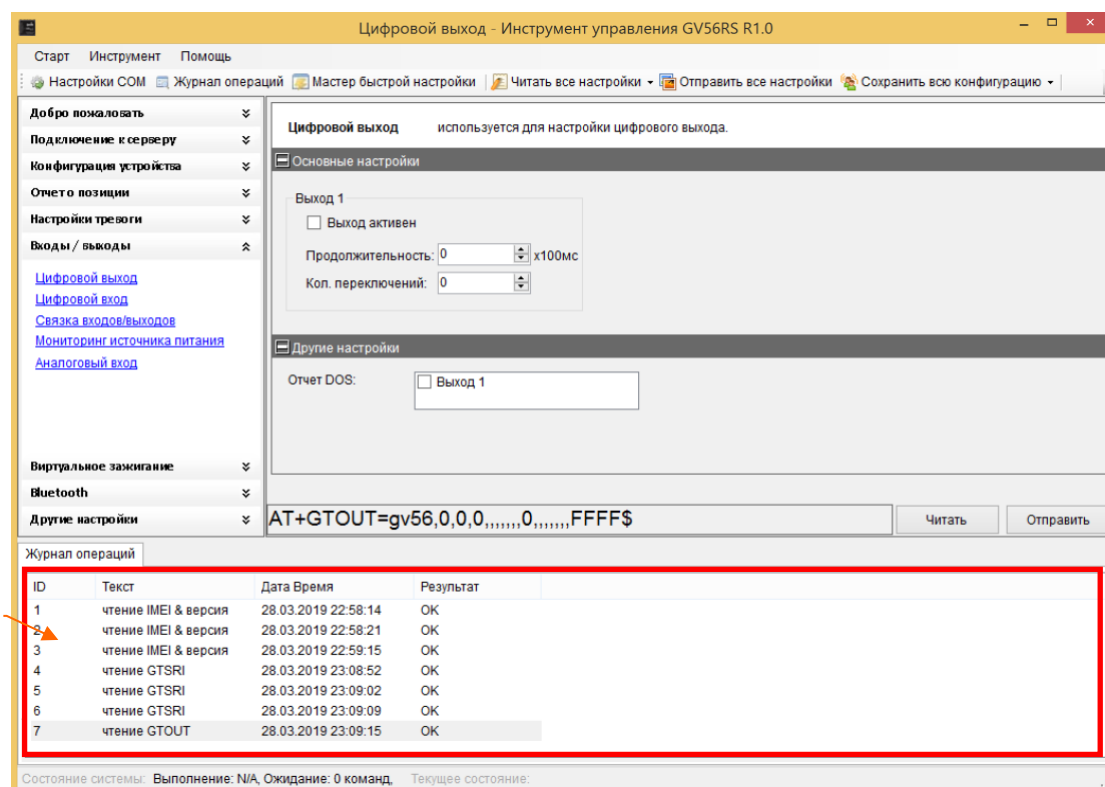 Цифровой выход - Инструмент управления GV56RS R1.0
Старт Инструмент Помощь
Настройки COM Журнал операций Мастер быстрой настройки Читать все настройки Отправить все настройки Сохранить всю конфигурацию
Добро пожаловать
Подключение к серверу
Конфигурация устройства
Отчет о позиции
Настройки тревоги
Входы / выходы
Цифровой выход
Цифровой вход
Связка входов/выходов
Мониторинг источника питания
Аналоговый вход
Виртуальное зажигание
Bluetooth
Другие настройки
Цифровой выход используется для настройки цифрового выхода.
Основные настройки
Выход 1
Выход активен
Продолжительность: 0 x100мс
Кол. переключений: 0
Другие настройки
Отчет DOS: Выход 1
AT+GTOUT=gv56,0,0,0,,,,,,,0,,,,,,,FFFF$ Читать Отправить
Журнал операций
ID Текст Дата Время Результат
1 чтение IMEI & версия 28.03.2019 22:58:14 OK
2 чтение IMEI & версия 28.03.2019 22:58:21 OK
3 чтение IMEI & версия 28.03.2019 22:59:15 OK
4 чтение GTSRI 28.03.2019 23:08:52 OK
5 чтение GTSRI 28.03.2019 23:09:02 OK
6 чтение GTSRI 28.03.2019 23:09:09 OK
7 чтение GTOUT 28.03.2019 23:09:15 OK
Состояние системы: Выполнение: N/A, Ожидание: 0 команд, Текущее состояние: